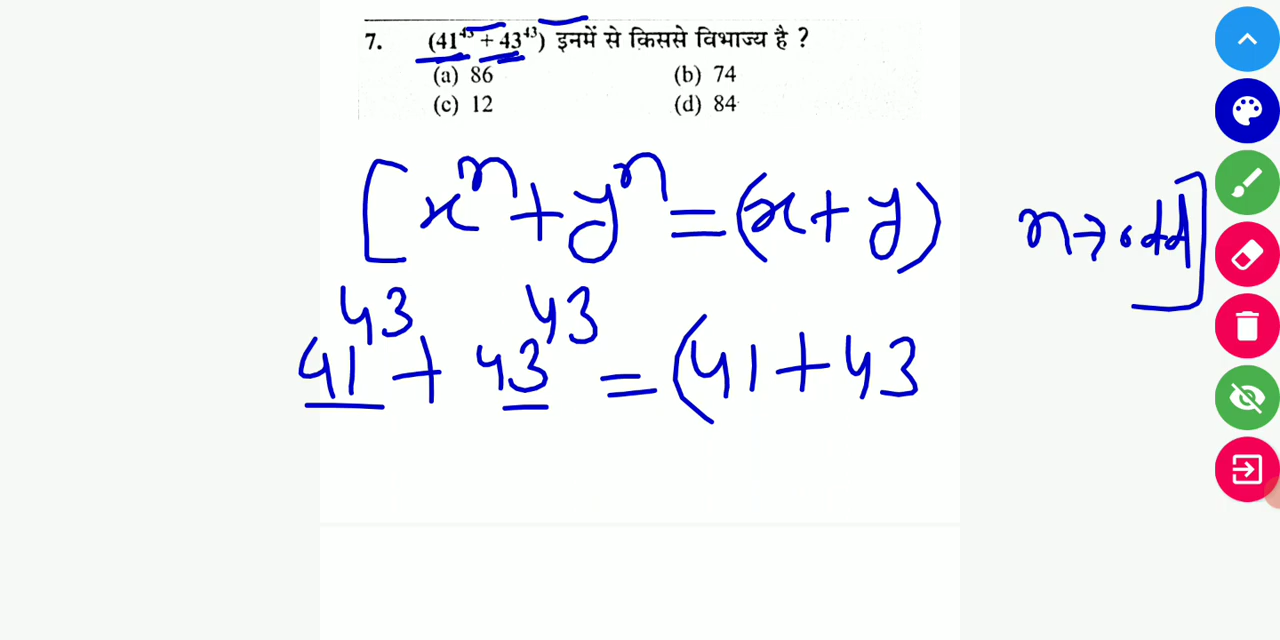 7. (41⁴³ + 43⁴³) इनमें से किससे विभाज्य है ?
(a) 86 (b) 74
(c) 12 (d) 84
[xⁿ + yⁿ = (x + y) n → odd]
41⁴³ + 43⁴³ = (41 + 43